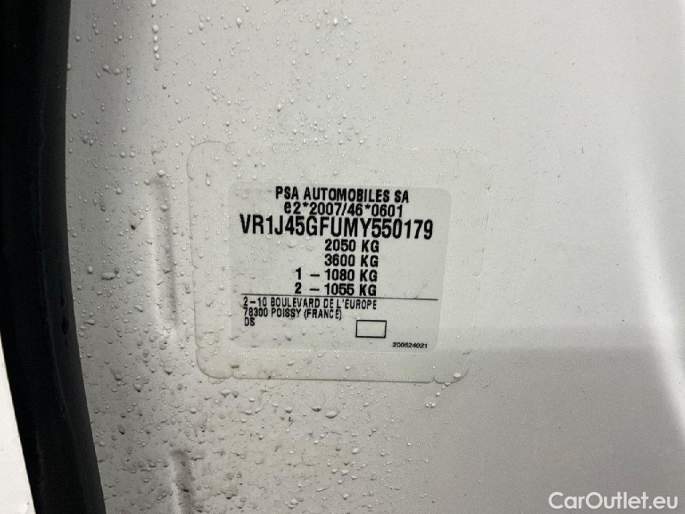 PSA AUTOMOBILES SA
e2*2007/46*0601
VR1J45GFUMY550179
2050 KG
3600 KG
1 - 1080 KG
2 - 1055 KG
2-10 BOULEVARD DE L'EUROPE
78300 POISSY (FRANCE)
DS
200624021
CarOutlet.eu